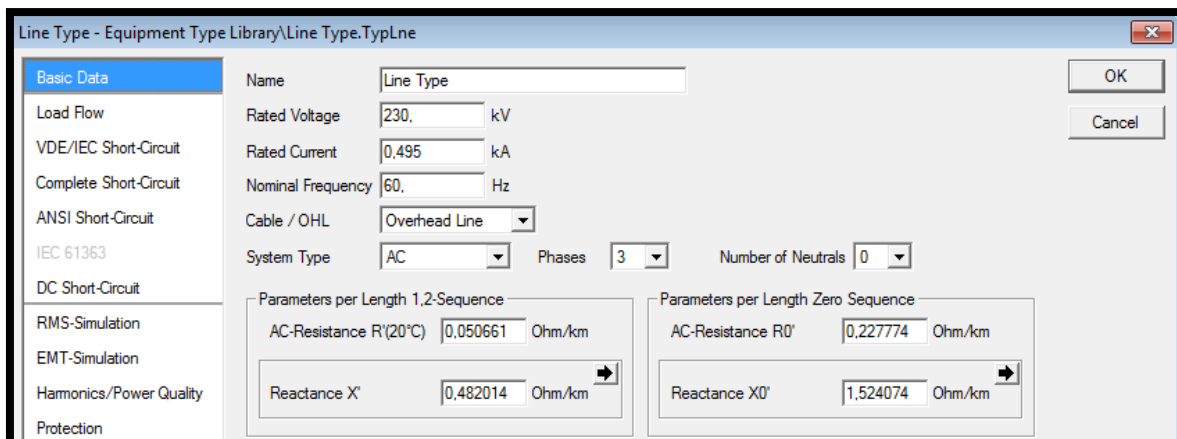 Line Type - Equipment Type Library\Line Type.TypLne
Basic Data
Load Flow
VDE/IEC Short-Circuit
Complete Short-Circuit
ANSI Short-Circuit
IEC 61363
DC Short-Circuit
RMS-Simulation
EMT-Simulation
Harmonics/Power Quality
Protection
Name Line Type
Rated Voltage 230, kV
Rated Current 0,495 kA
Nominal Frequency 60, Hz
Cable / OHL Overhead Line
System Type AC Phases 3 Number of Neutrals 0
Parameters per Length 1,2-Sequence
AC-Resistance R'(20°C) 0,050661 Ohm/km
Reactance X' 0,482014 Ohm/km
Parameters per Length Zero Sequence
AC-Resistance R0' 0,227774 Ohm/km
Reactance X0' 1,524074 Ohm/km
OK
Cancel